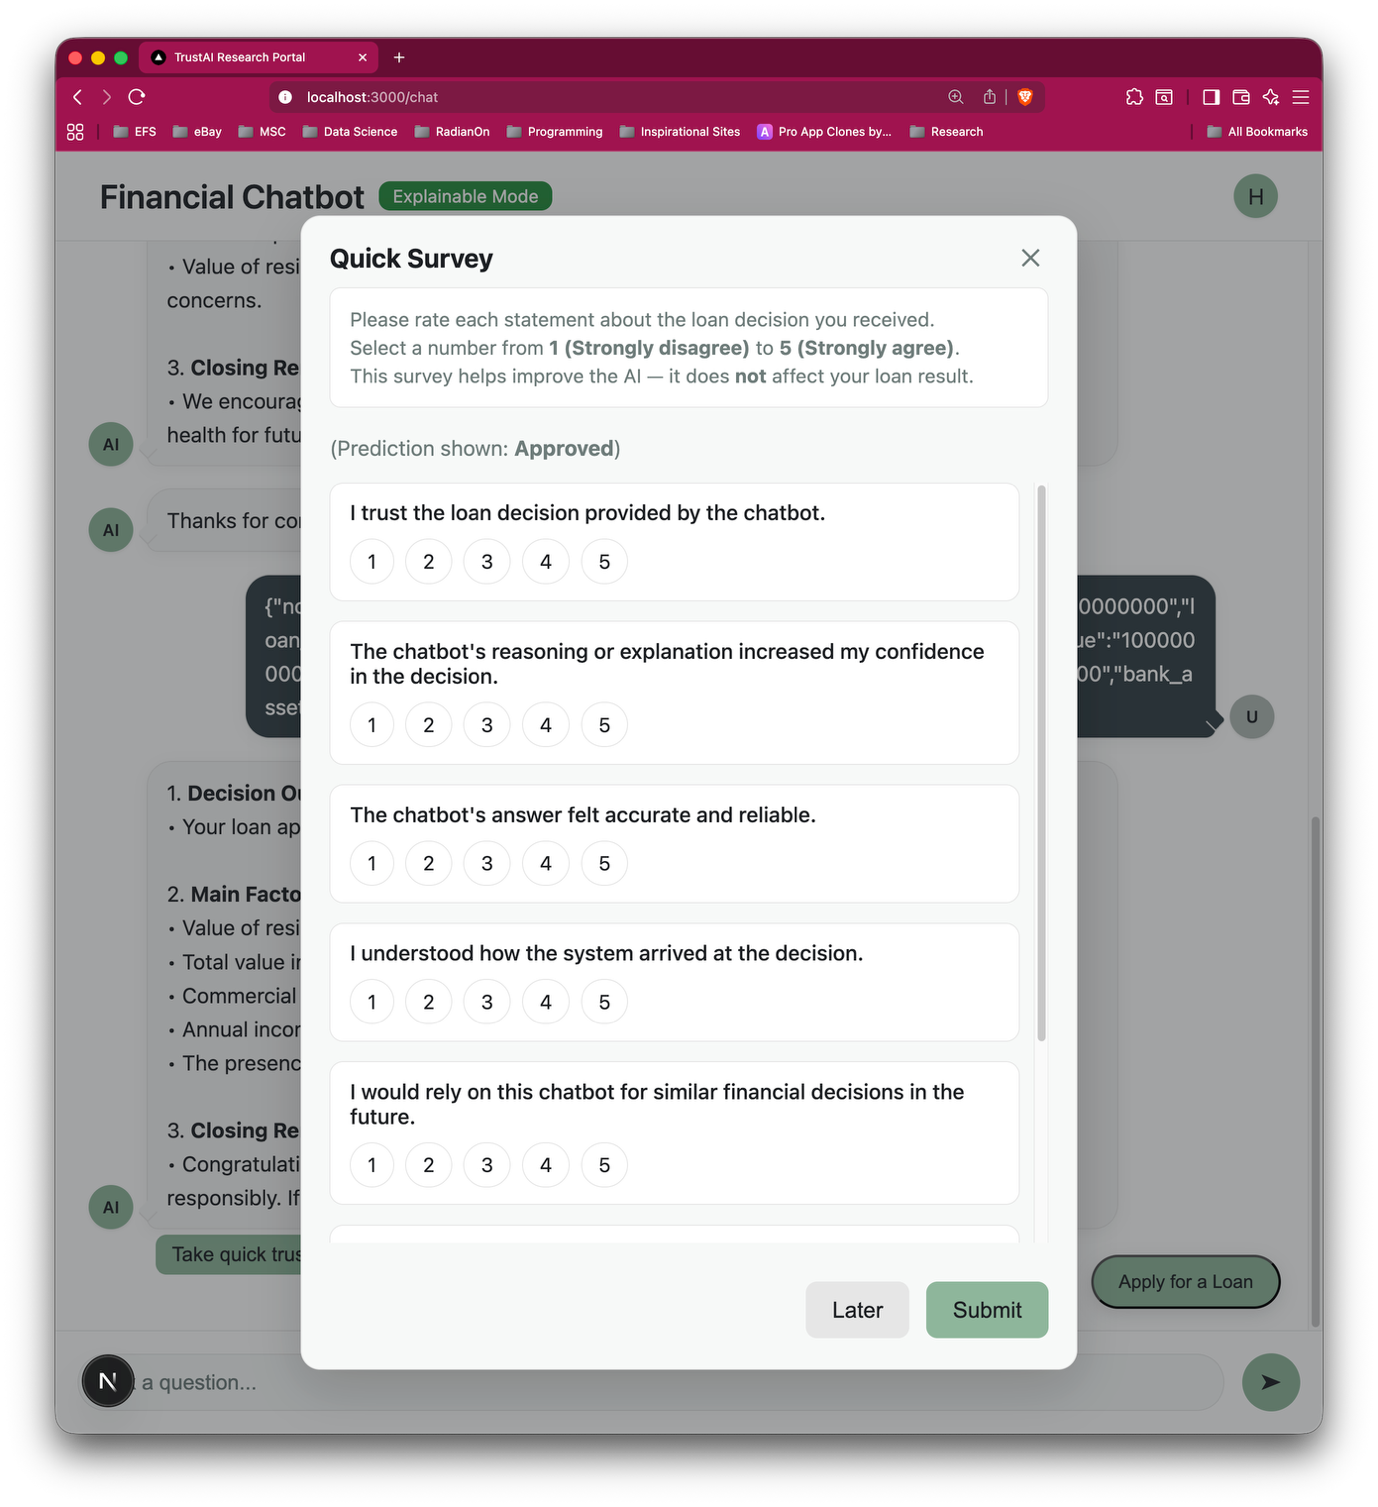 TrustAI Research Portal
localhost:3000/chat
EFS
eBay
MSC
Data Science
RadianOn
Programming
Inspirational Sites
A
Pro App Clones by...
Research
All Bookmarks
Financial Chatbot
Explainable Mode
H
• Value of resi
concerns.
3. Closing Re
• We encourag
health for futu
AI
Thanks for co
AI
{"no
0000000","l
oan
ue":"100000
000
00","bank_a
sset
U
1. Decision Ou
• Your loan ap
2. Main Facto
• Value of resi
• Total value in
• Commercial
• Annual incor
• The presenc
3. Closing Re
• Congratulati
responsibly. If
AI
Take quick trus
Quick Survey
Please rate each statement about the loan decision you received.
Select a number from 1 (Strongly disagree) to 5 (Strongly agree).
This survey helps improve the AI — it does not affect your loan result.
(Prediction shown: Approved)
I trust the loan decision provided by the chatbot.
1 2 3 4 5
The chatbot's reasoning or explanation increased my confidence
in the decision.
1 2 3 4 5
The chatbot's answer felt accurate and reliable.
1 2 3 4 5
I understood how the system arrived at the decision.
1 2 3 4 5
I would rely on this chatbot for similar financial decisions in the
future.
1 2 3 4 5
Later
Submit
Apply for a Loan
N
a question...